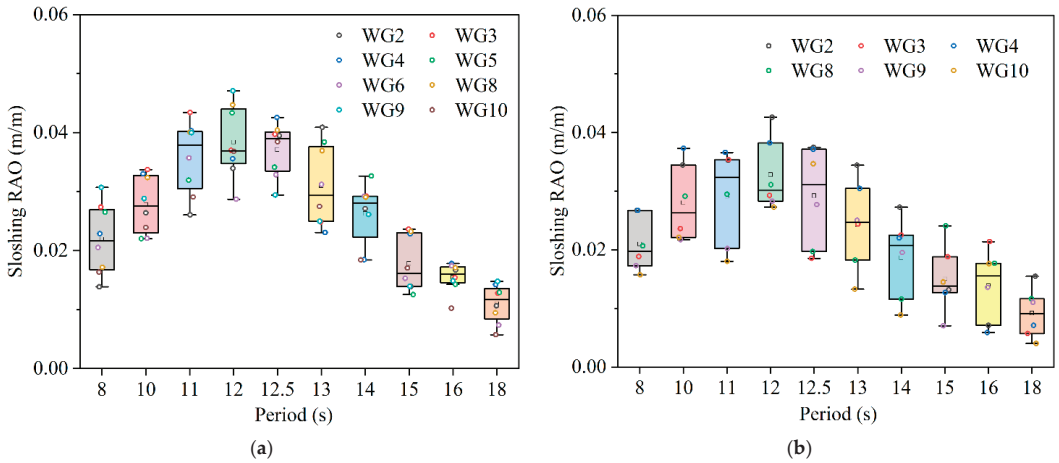 0.06
0.04
0.02
0.00
Sloshing RAO (m/m)
WG2 WG3
WG4 WG5
WG6 WG8
WG9 WG10
8 10 11 12 12.5 13 14 15 16 18
Period (s)
(a)
0.06
0.04
0.02
0.00
Sloshing RAO (m/m)
WG2 WG3 WG4
WG8 WG9 WG10
8 10 11 12 12.5 13 14 15 16 18
Period (s)
(b)